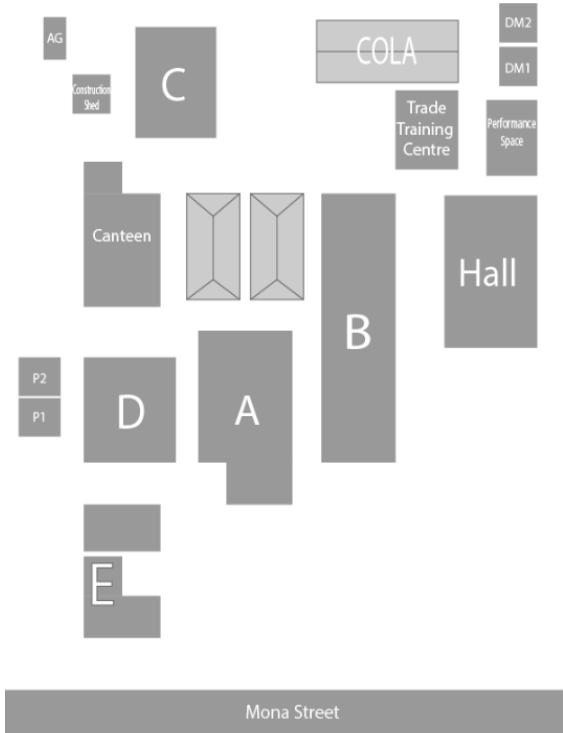 DM2
AG
COLA
DM1
C
Construction
Shed
Trade
Training
Centre
Performance
Space
Canteen
Hall
B
P2
D
A
P1
E
Mona Street